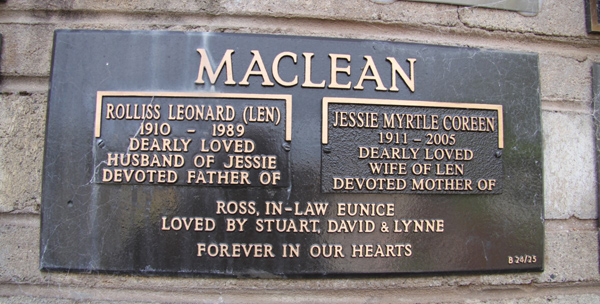 MACLEAN
ROLLISS LEONARD (LEN)
1910 - 1989
DEARLY LOVED
HUSBAND OF JESSIE
DEVOTED FATHER OF
JESSIE MYRTLE COREEN
1911 - 2005
DEARLY LOVED
WIFE OF LEN
DEVOTED MOTHER OF
ROSS, IN-LAW EUNICE
LOVED BY STUART, DAVID & LYNNE
FOREVER IN OUR HEARTS
B 24/23